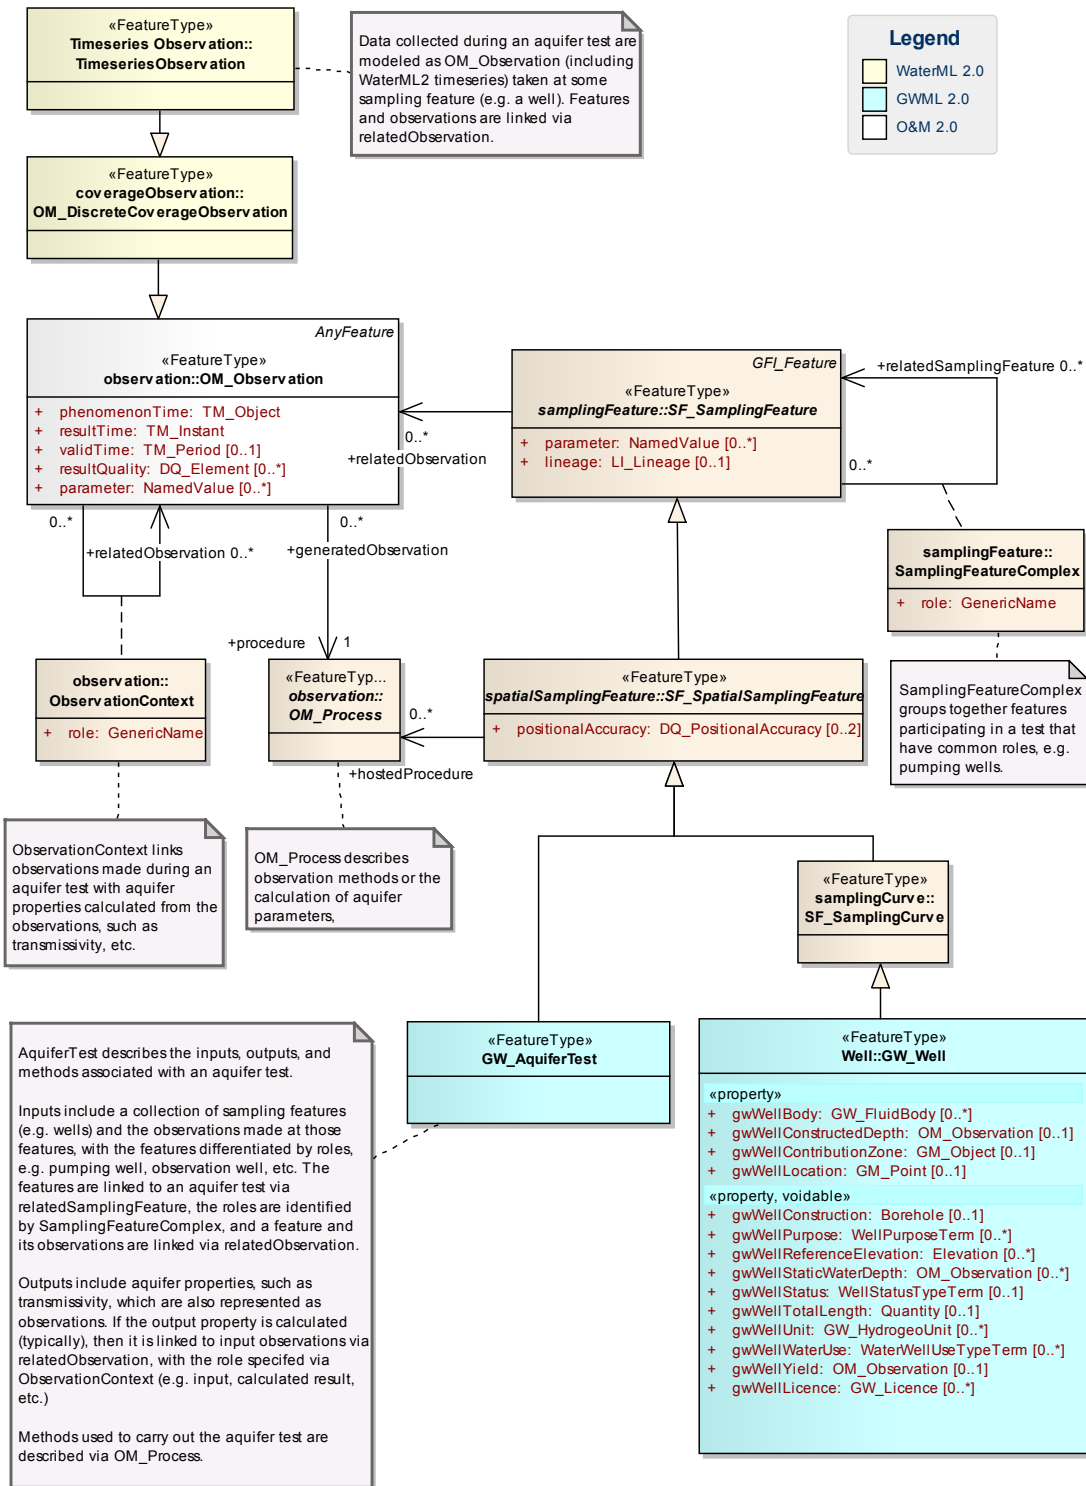 «FeatureType»
Timeseries Observation::
TimeseriesObservation
Data collected during an aquifer test are
modeled as OM_Observation (including
WaterML2 timeseries) taken at some
sampling feature (e.g. a well). Features
and observations are linked via
relatedObservation.
Legend
WaterML 2.0
GWML 2.0
O&M 2.0
«FeatureType»
coverageObservation::
OM_DiscreteCoverageObservation
AnyFeature
«FeatureType»
observation::OM_Observation
+ phenomenonTime: TM_Object
+ resultTime: TM_Instant
+ validTime: TM_Period [0..1]
+ resultQuality: DQ_Element [0..*]
+ parameter: NamedValue [0..*]
GFI_Feature
«FeatureType»
samplingFeature::SF_SamplingFeature
+ parameter: NamedValue [0..*]
+ lineage: LI_Lineage [0..1]
+relatedSamplingFeature 0..*
0..*
0..*
+relatedObservation
0..*
+relatedObservation 0..*
0..*
+generatedObservation
+procedure 1
samplingFeature::
SamplingFeatureComplex
+ role: GenericName
observation::
ObservationContext
+ role: GenericName
«FeatureTyp...
observation::
OM_Process
0..*
+hostedProcedure
«FeatureType»
spatialSamplingFeature::SF_SpatialSamplingFeature
+ positionalAccuracy: DQ_PositionalAccuracy [0..2]
SamplingFeatureComplex
groups together features
participating in a test that
have common roles, e.g.
pumping wells.
ObservationContext links
observations made during an
aquifer test with aquifer
properties calculated from the
observations, such as
transmissivity, etc.
OM_Process describes
observation methods or the
calculation of aquifer
parameters,
«FeatureType»
samplingCurve::
SF_SamplingCurve
AquiferTest describes the inputs, outputs, and
methods associated with an aquifer test.
Inputs include a collection of sampling features
(e.g. wells) and the observations made at those
features, with the features differentiated by roles,
e.g. pumping well, observation well, etc. The
features are linked to an aquifer test via
relatedSamplingFeature, the roles are identified
by SamplingFeatureComplex, and a feature and
its observations are linked via relatedObservation.
Outputs include aquifer properties, such as
transmissivity, which are also represented as
observations. If the output property is calculated
(typically), then it is linked to input observations via
relatedObservation, with the role specifed via
ObservationContext (e.g. input, calculated result,
etc.)
Methods used to carry out the aquifer test are
described via OM_Process.
«FeatureType»
GW_AquiferTest
«FeatureType»
Well::GW_Well
«property»
+ gwWellBody: GW_FluidBody [0..*]
+ gwWellConstructedDepth: OM_Observation [0..1]
+ gwWellContributionZone: GM_Object [0..1]
+ gwWellLocation: GM_Point [0..1]
«property, voidable»
+ gwWellConstruction: Borehole [0..1]
+ gwWellPurpose: WellPurposeTerm [0..*]
+ gwWellReferenceElevation: Elevation [0..*]
+ gwWellStaticWaterDepth: OM_Observation [0..*]
+ gwWellStatus: WellStatusTypeTerm [0..1]
+ gwWellTotalLength: Quantity [0..1]
+ gwWellUnit: GW_HydrogeoUnit [0..*]
+ gwWellWaterUse: WaterWellUseTypeTerm [0..*]
+ gwWellYield: OM_Observation [0..1]
+ gwWellLicence: GW_Licence [0..*]